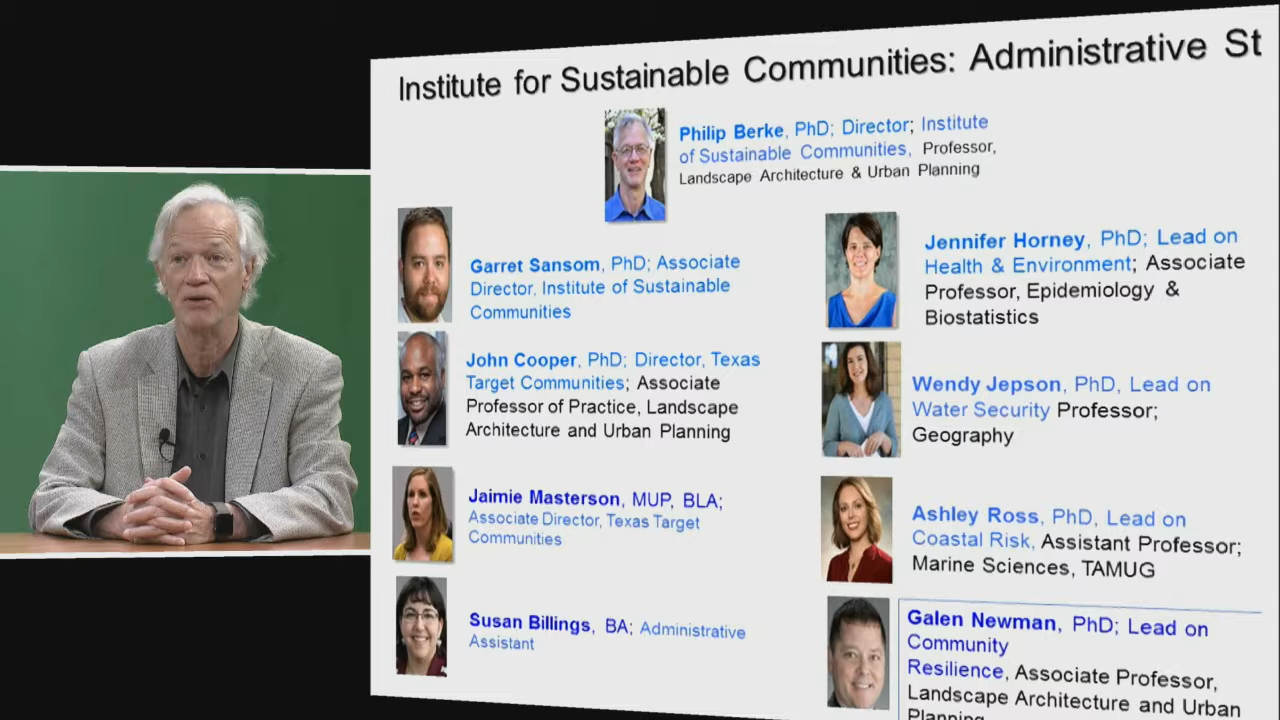 Institute for Sustainable Communities: Administrative St
Philip Berke, PhD; Director; Institute
of Sustainable Communities, Professor,
Landscape Architecture & Urban Planning
Garret Sansom, PhD; Associate
Director, Institute of Sustainable
Communities
John Cooper, PhD; Director, Texas
Target Communities; Associate
Professor of Practice, Landscape
Architecture and Urban Planning
Jaimie Masterson, MUP, BLA;
Associate Director, Texas Target
Communities
Susan Billings, BA; Administrative
Assistant
Jennifer Horney, PhD; Lead on
Health & Environment; Associate
Professor, Epidemiology &
Biostatistics
Wendy Jepson, PhD, Lead on
Water Security Professor;
Geography
Ashley Ross, PhD, Lead on
Coastal Risk, Assistant Professor;
Marine Sciences, TAMUG
Galen Newman, PhD; Lead on
Community
Resilience, Associate Professor,
Landscape Architecture and Urban
Planning